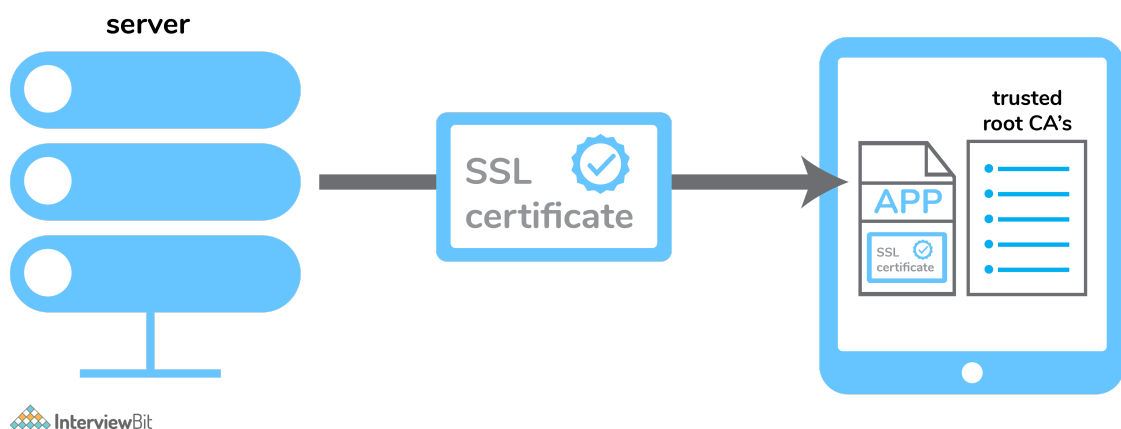 server
SSL
certificate
trusted
root CA's
APP
SSL
certificate
InterviewBit